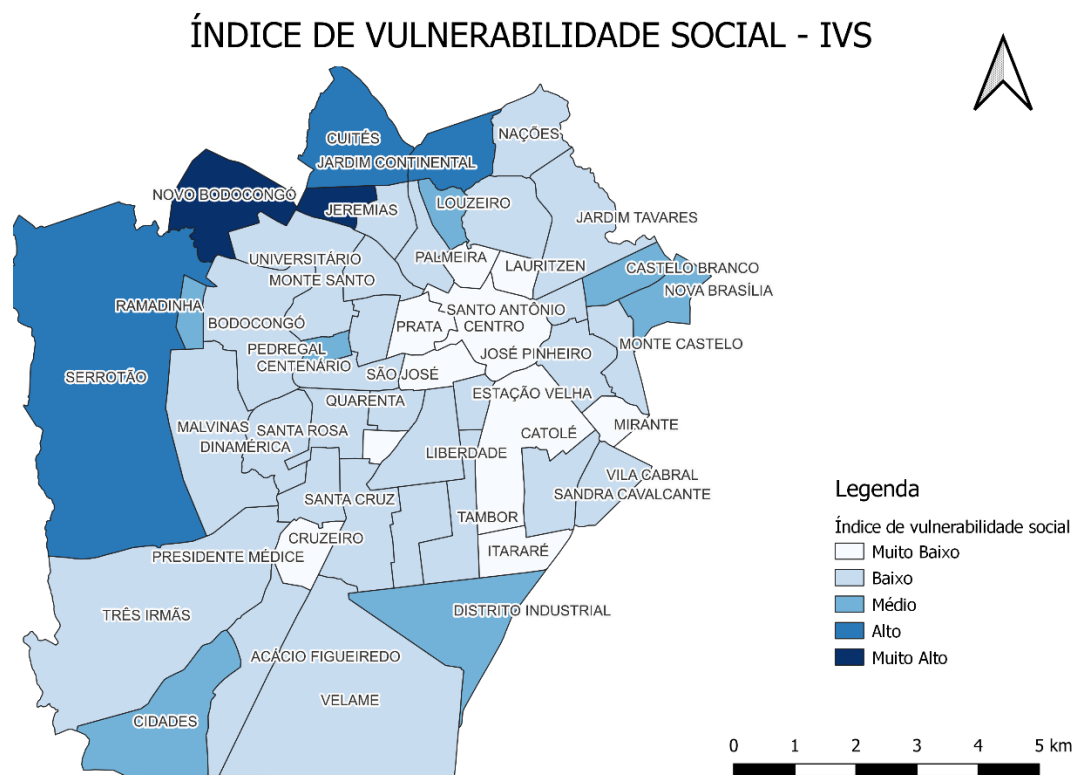 ÍNDICE DE VULNERABILIDADE SOCIAL - IVS
NAÇÕES
CUITÉS
JARDIM CONTINENTAL
NOVO BODOCONGÓ
JEREMIAS
LOUZEIRO
JARDIM TAVARES
UNIVERSITÁRIO
PALMEIRA
LAURITZEN
CASTELO BRANCO
MONTE SANTO
NOVA BRASÍLIA
RAMADINHA
SANTO ANTÔNIO
BODOCONGÓ
PRATA
CENTRO
MONTE CASTELO
PEDREGAL
JOSÉ PINHEIRO
CENTENÁRIO
SERROTÃO
SÃO JOSÉ
ESTAÇÃO VELHA
QUARENTA
MALVINAS
SANTA ROSA
CATOLÉ
MIRANTE
DINAMÉRICA
LIBERDADE
VILA CABRAL
SANTA CRUZ
SANDRA CAVALCANTE
TAMBOR
CRUZEIRO
ITARARÉ
PRESIDENTE MÉDICE
TRÊS IRMÃS
DISTRITO INDUSTRIAL
ACÁCIO FIGUEIREDO
VELAME
CIDADES
Legenda
Índice de vulnerabilidade social
Muito Baixo
Baixo
Médio
Alto
Muito Alto
0 1 2 3 4 5 km